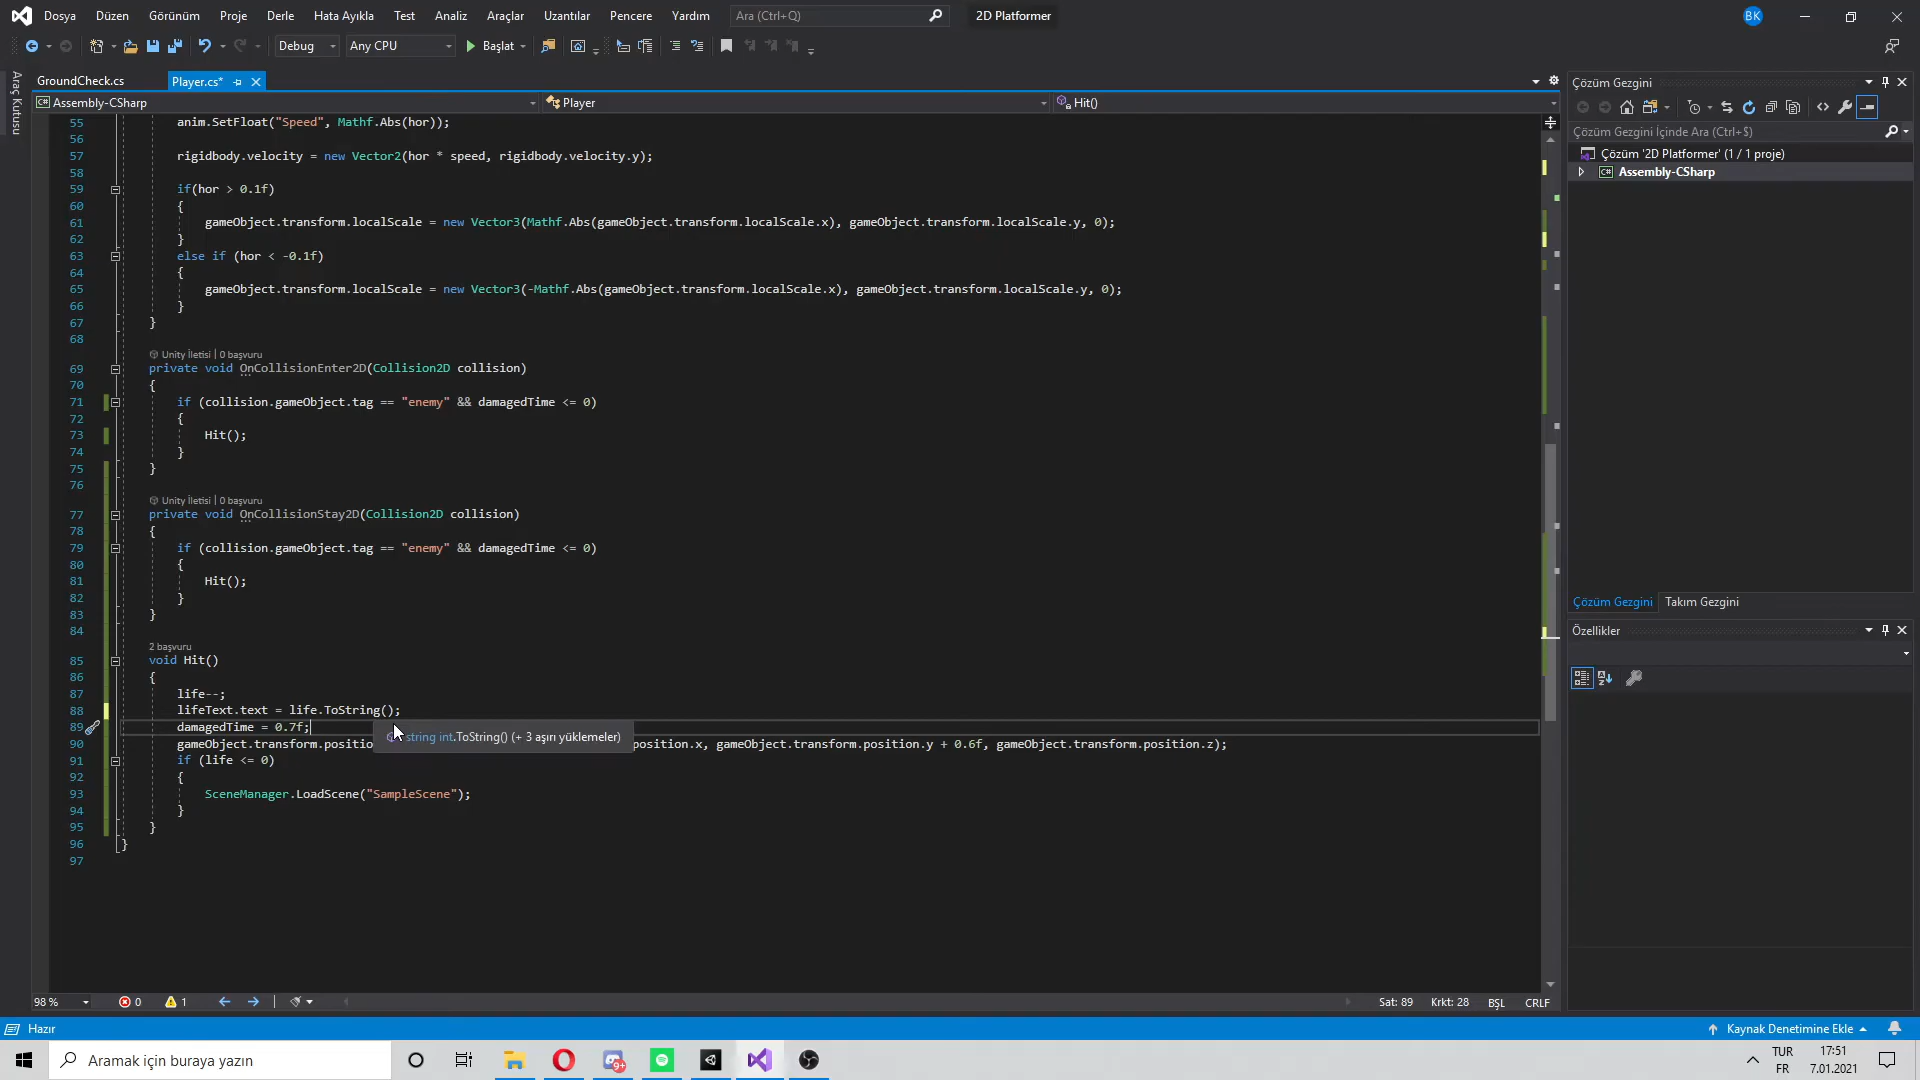 Dosya Düzen Görünüm Proje Derle Hata Ayıkla Test Analiz Araçlar Uzantılar Pencere Yardım Ara (Ctrl+Q) 2D Platformer BK
Debug Any CPU Başlat
Araç Kutusu
GroundCheck.cs Player.cs*
Assembly-CSharp Player Hit()
55 anim.SetFloat("Speed", Mathf.Abs(hor));
56
57 rigidbody.velocity = new Vector2(hor * speed, rigidbody.velocity.y);
58
59 if(hor > 0.1f)
60 {
61 gameObject.transform.localScale = new Vector3(Mathf.Abs(gameObject.transform.localScale.x), gameObject.transform.localScale.y, 0);
62 }
63 else if (hor < -0.1f)
64 {
65 gameObject.transform.localScale = new Vector3(-Mathf.Abs(gameObject.transform.localScale.x), gameObject.transform.localScale.y, 0);
66 }
67 }
68
Unity İletisi | 0 başvuru
69 private void OnCollisionEnter2D(Collision2D collision)
70 {
71 if (collision.gameObject.tag == "enemy" && damagedTime <= 0)
72 {
73 Hit();
74 }
75 }
76
Unity İletisi | 0 başvuru
77 private void OnCollisionStay2D(Collision2D collision)
78 {
79 if (collision.gameObject.tag == "enemy" && damagedTime <= 0)
80 {
81 Hit();
82 }
83 }
84
2 başvuru
85 void Hit()
86 {
87 life--;
88 lifeText.text = life.ToString();
89 damagedTime = 0.7f;
string int.ToString() (+ 3 aşırı yüklemeler)
90 gameObject.transform.position position.x, gameObject.transform.position.y + 0.6f, gameObject.transform.position.z);
91 if (life <= 0)
92 {
93 SceneManager.LoadScene("SampleScene");
94 }
95 }
96 }
97
98 % 0 1 Sat: 89 Krkt: 28 BŞL CRLF
Çözüm Gezgini
Çözüm Gezgini İçinde Ara (Ctrl+$)
Çözüm '2D Platformer' (1 / 1 proje)
Assembly-CSharp
Çözüm Gezgini Takım Gezgini
Özellikler
Hazır Kaynak Denetimine Ekle
Aramak için buraya yazın 9+ TUR 17:51
FR 7.01.2021